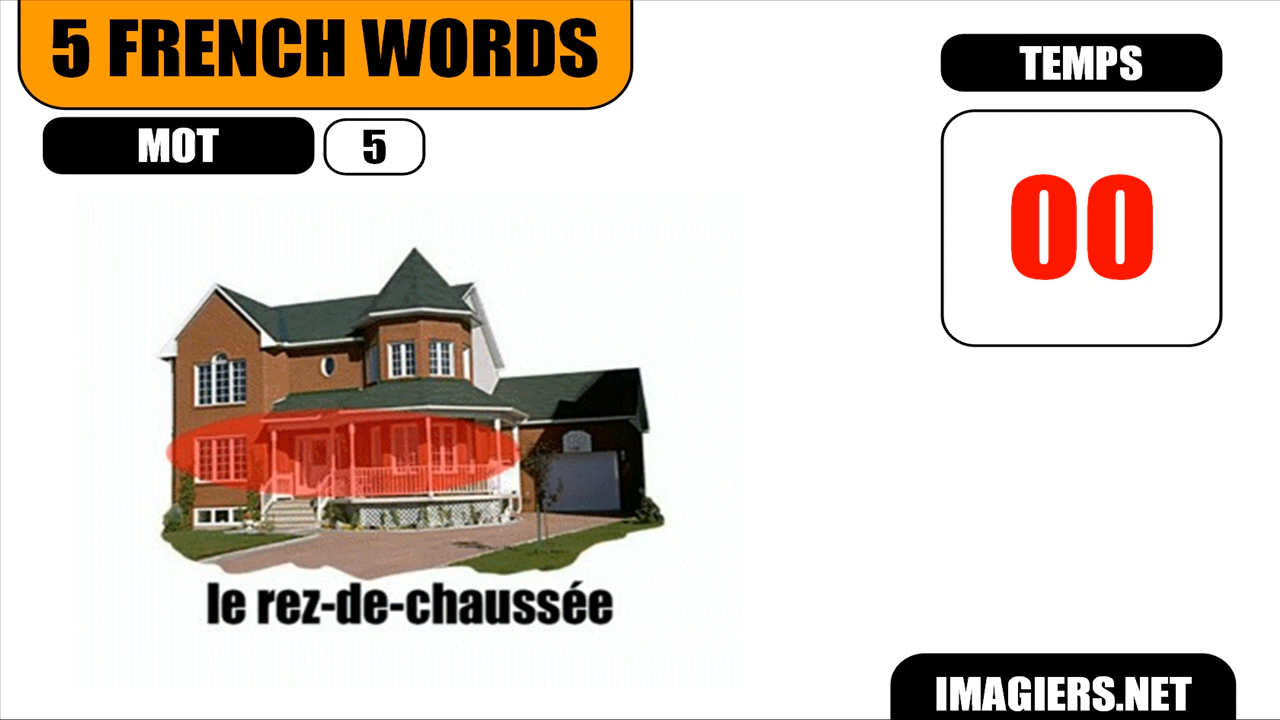 5 FRENCH WORDS
TEMPS
MOT
5
00
le rez-de-chaussée
IMAGIERS.NET